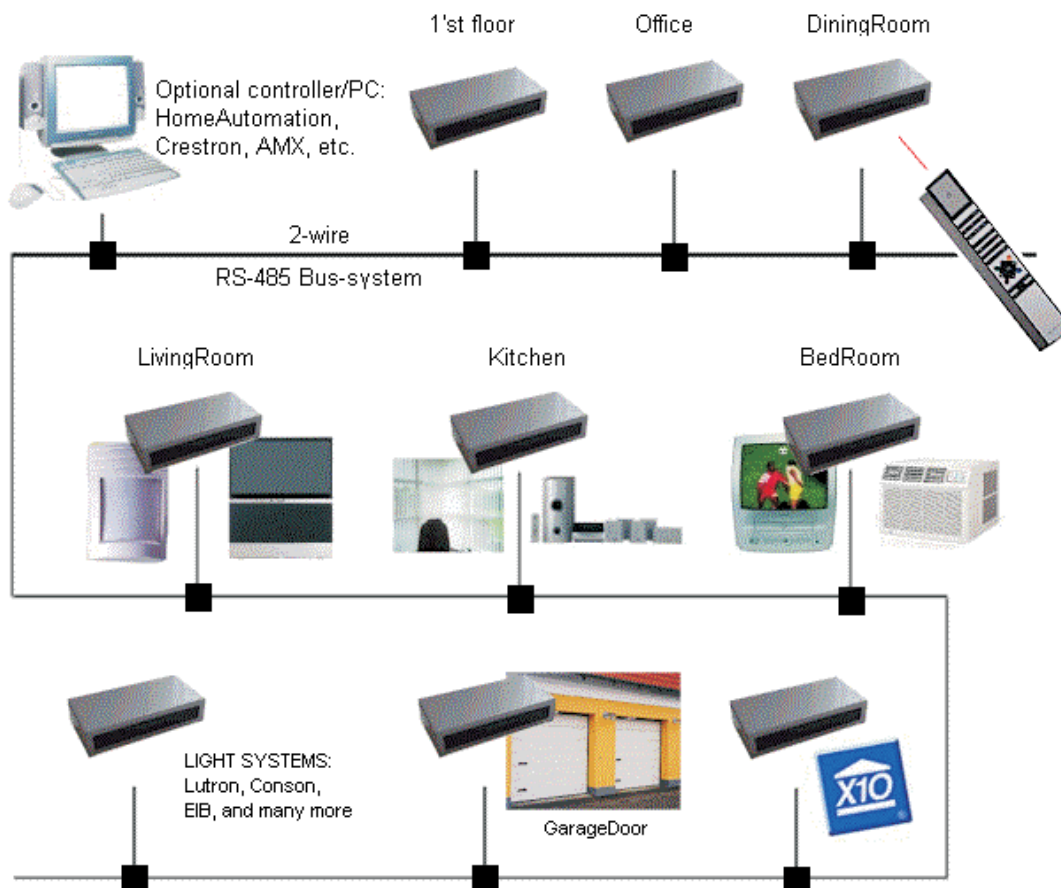 1'st floor
Office
DiningRoom
Optional controller/PC:
HomeAutomation,
Crestron, AMX, etc.
2-wire
RS-485 Bus-system
LivingRoom
Kitchen
BedRoom
LIGHT SYSTEMS:
Lutron, Conson,
EIB, and many more
GarageDoor
X10
®